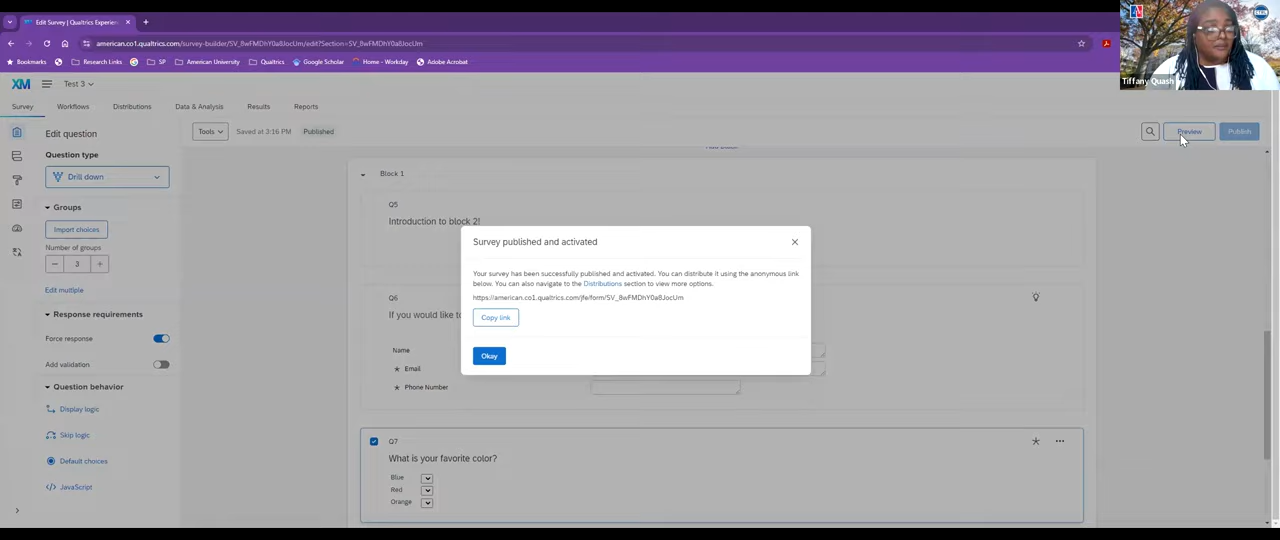 Edit Survey | Qualtrics Experien
american.co1.qualtrics.com/survey-builder/SV_8wFMDhY0a8JocUm/edit?Section=SV_8wFMDhY0a8JocUm
Bookmarks
Research Links
SP
American University
Qualtrics
Google Scholar
Home - Workday
Adobe Acrobat
Tiffany Quash
XM
Test 3
Survey
Workflows
Distributions
Data & Analysis
Results
Reports
Edit question
Tools
Saved at 3:16 PM
Published
Preview
Publish
Question type
Drill down
Groups
Import choices
Number of groups
3
Edit multiple
Response requirements
Force response
Add validation
Question behavior
Display logic
Skip logic
Default choices
JavaScript
Block 1
Q5
Introduction to block 2!
Q6
If you would like to
Name
Email
Phone Number
Survey published and activated
Your survey has been successfully published and activated. You can distribute it using the anonymous link
below. You can also navigate to the Distributions section to view more options.
https://american.co1.qualtrics.com/jfe/form/SV_8wFMDhY0a8JocUm
Copy link
Okay
Q7
What is your favorite color?
Blue
Red
Orange